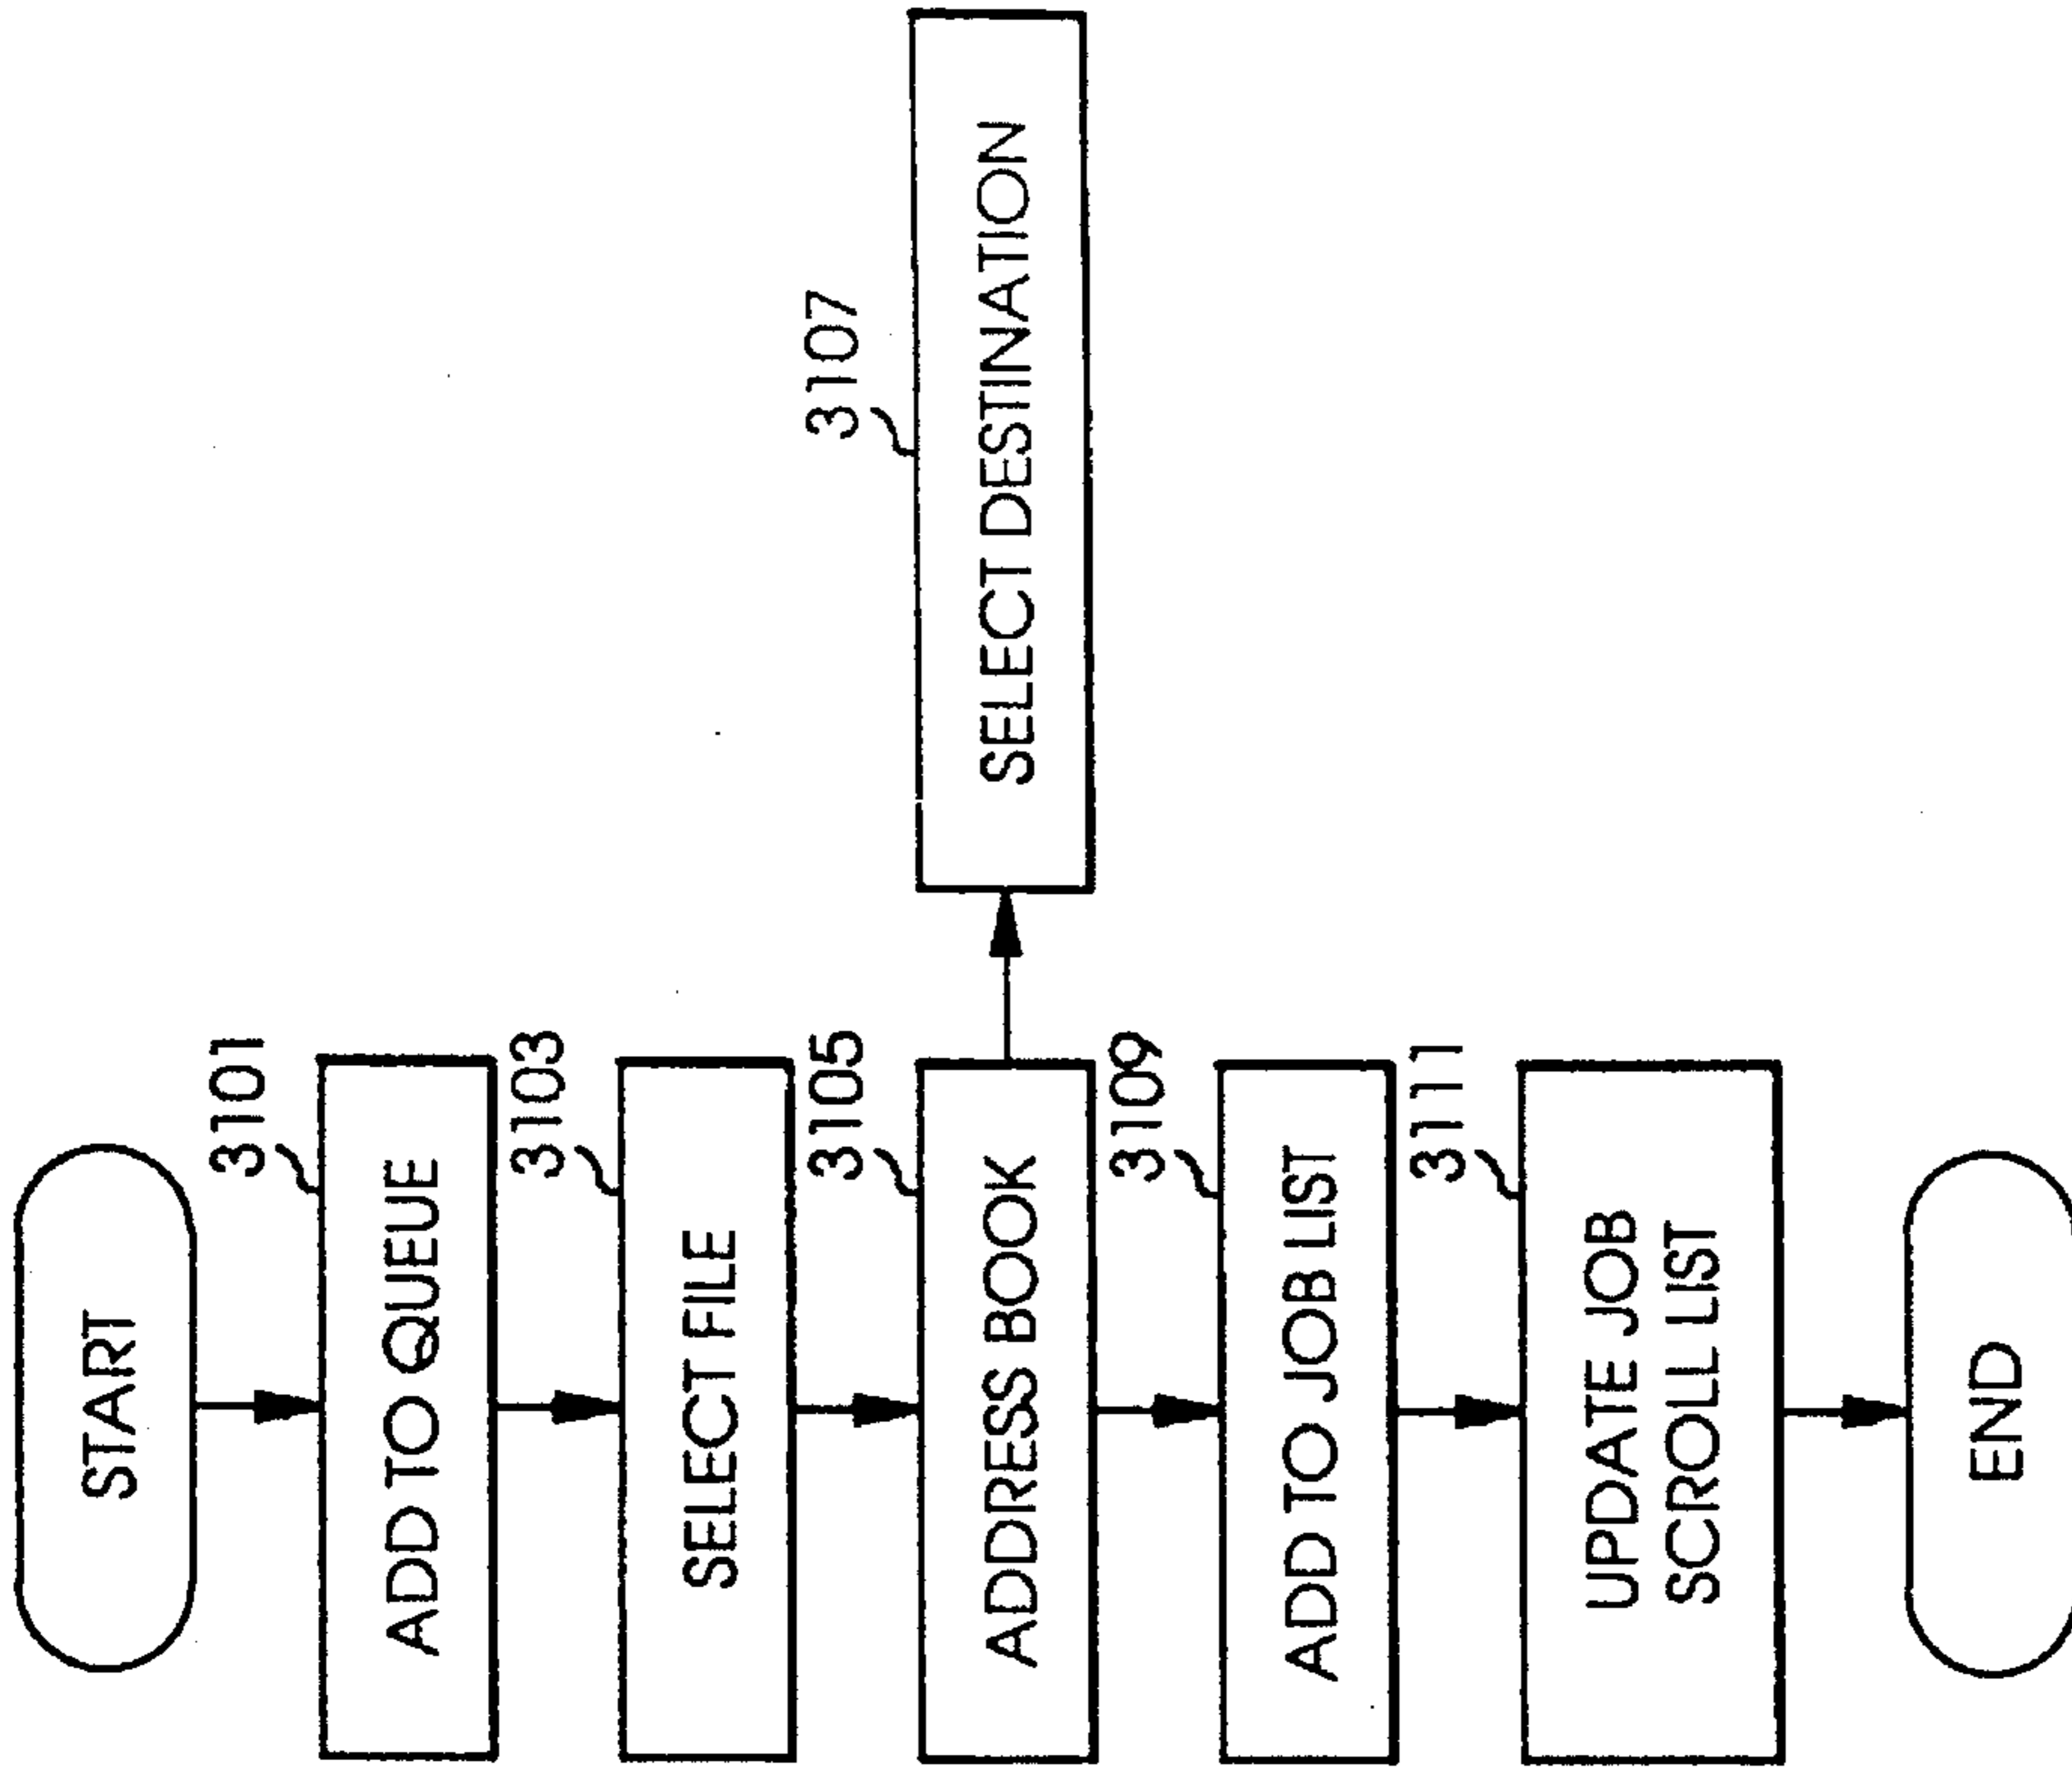 START
3101
ADD TO QUEUE
3103
SELECT FILE
3105
ADDRESS BOOK
3107
SELECT DESTINATION
3109
ADD TO JOB LIST
3111
UPDATE JOB
SCROLL LIST
END